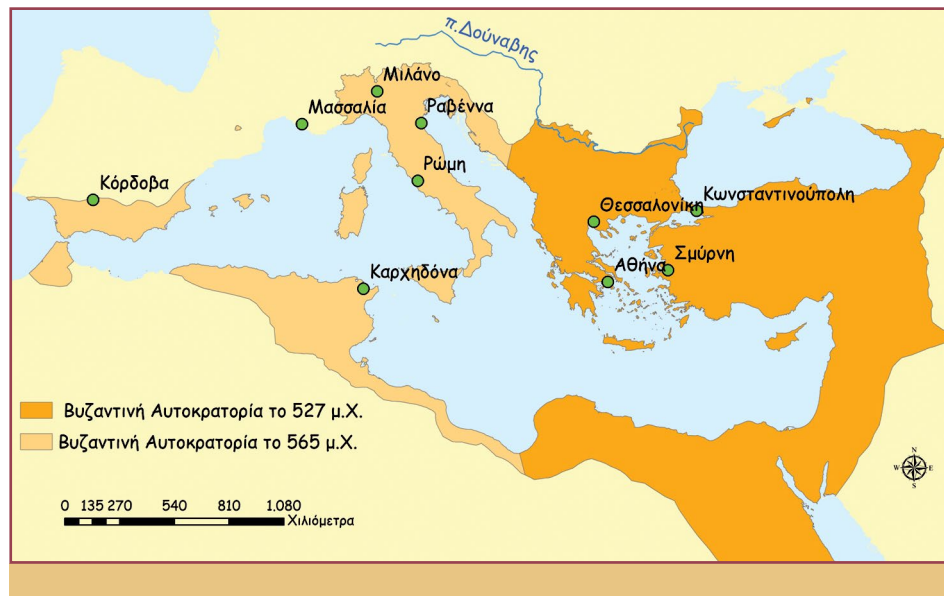 π.Δούναβης
Μιλάνο
Μασσαλία
Ραβέννα
Ρώμη
Κόρδοβα
Κωνσταντινούπολη
Θεσσαλονίκη
Σμύρνη
Αθήνα
Καρχηδόνα
Βυζαντινή Αυτοκρατορία το 527 μ.Χ.
Βυζαντινή Αυτοκρατορία το 565 μ.Χ.
N
W E
S
0 135 270 540 810 1.080
Χιλιόμετρα